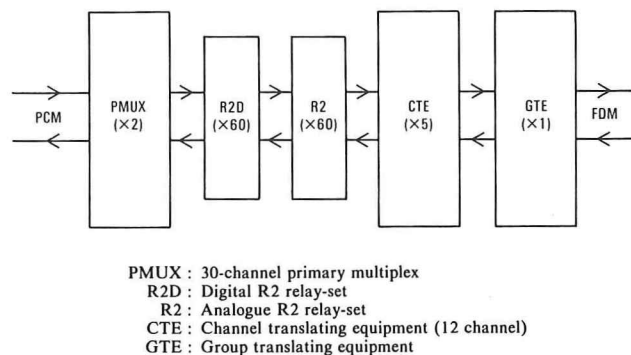 PCM
PMUX
(×2)
R2D
(×60)
R2
(×60)
CTE
(×5)
GTE
(×1)
FDM
PMUX : 30-channel primary multiplex
R2D : Digital R2 relay-set
R2 : Analogue R2 relay-set
CTE : Channel translating equipment (12 channel)
GTE : Group translating equipment